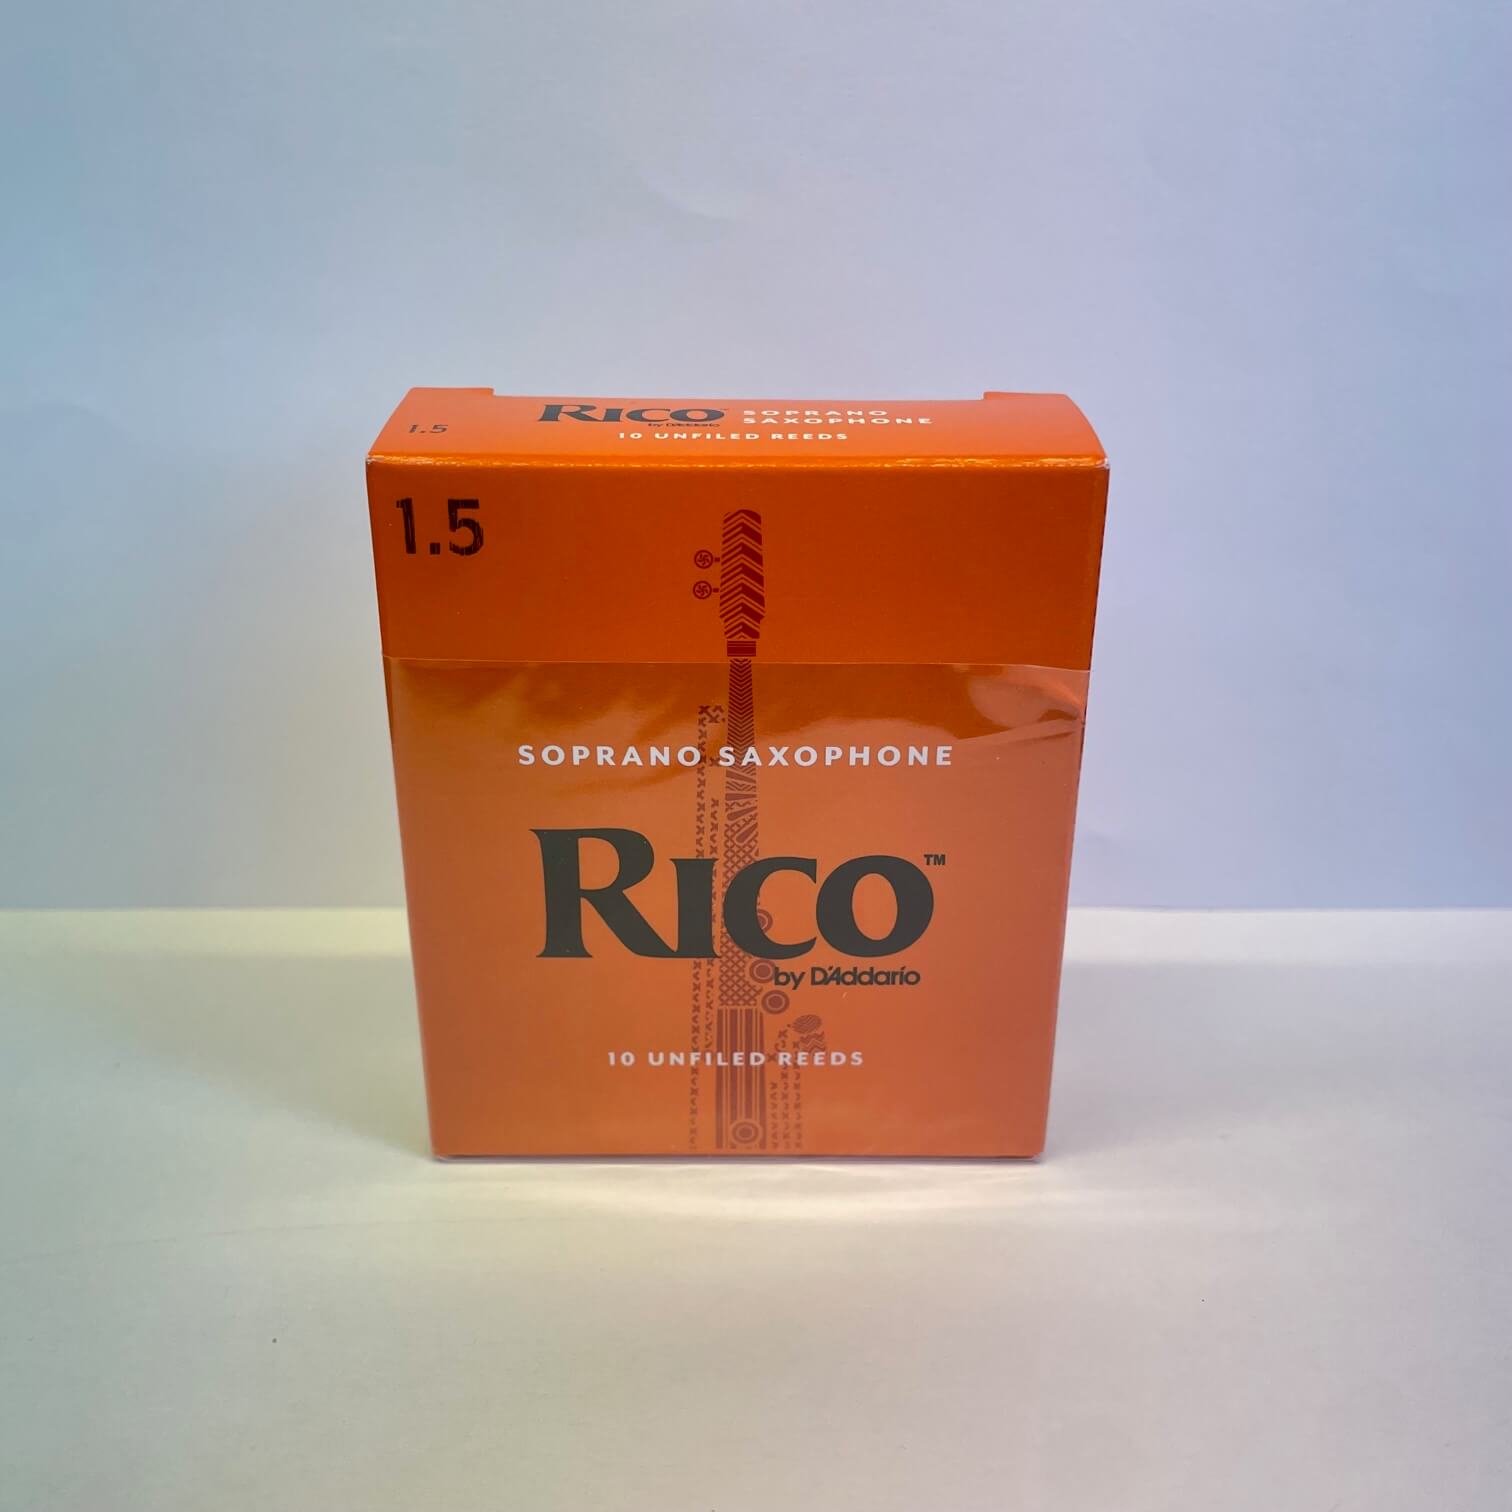 1.5
RICO SOPRANO
SAXOPHONE
by D'Addario
10 UNFILED REEDS
1.5
SOPRANO SAXOPHONE
RICO™
by D'Addario
10 UNFILED REEDS